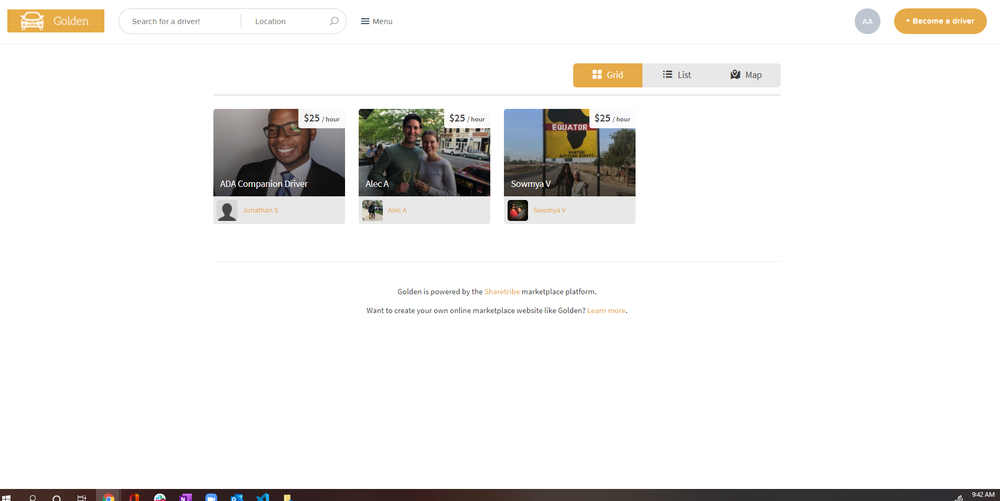 Golden
Search for a driver!
Location
Menu
AA
+ Become a driver
Grid
List
Map
$25 / hour
ADA Companion Driver
Jonathan S
$25 / hour
Alec A
Alec A
$25 / hour
EQUATOR
NANYUKI
ALTITUDE 6389 FT.
Sowmya V
Sowmya V
Golden is powered by the Sharetribe marketplace platform.
Want to create your own online marketplace website like Golden? Learn more.
N
9:42 AM